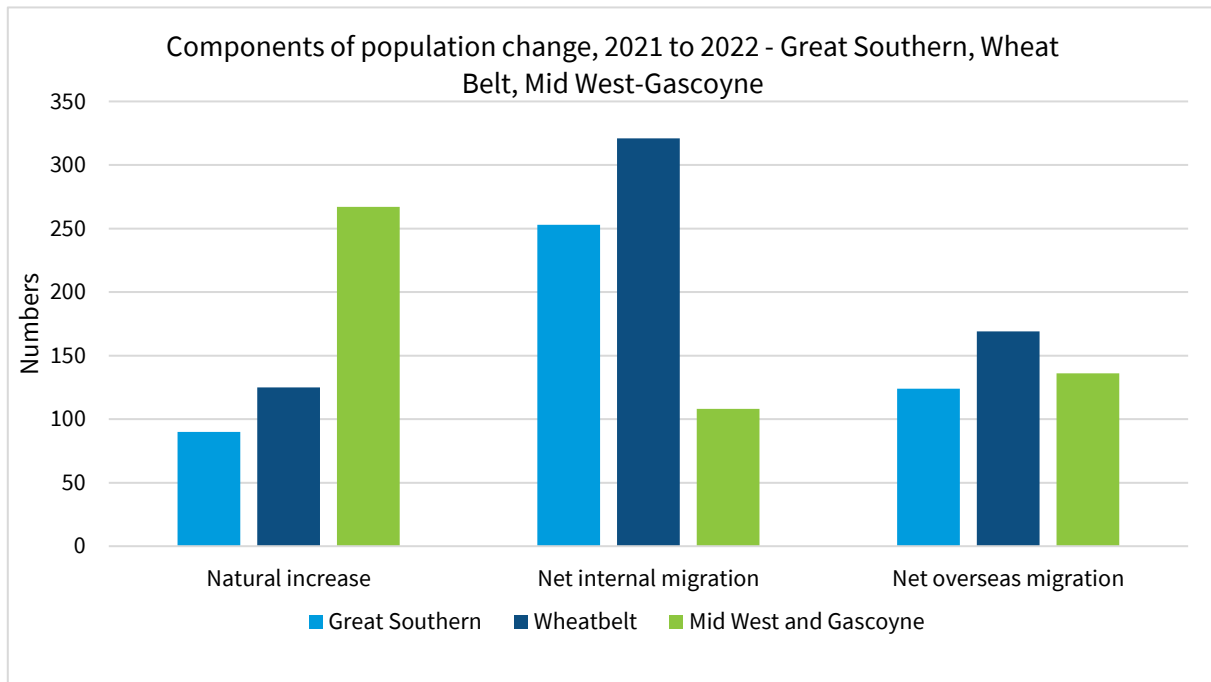 Components of population change, 2021 to 2022 - Great Southern, Wheat
Belt, Mid West-Gascoyne
350
300
250
200
150
100
50
0
Numbers
Natural increase
Net internal migration
Net overseas migration
Great Southern
Wheatbelt
Mid West and Gascoyne